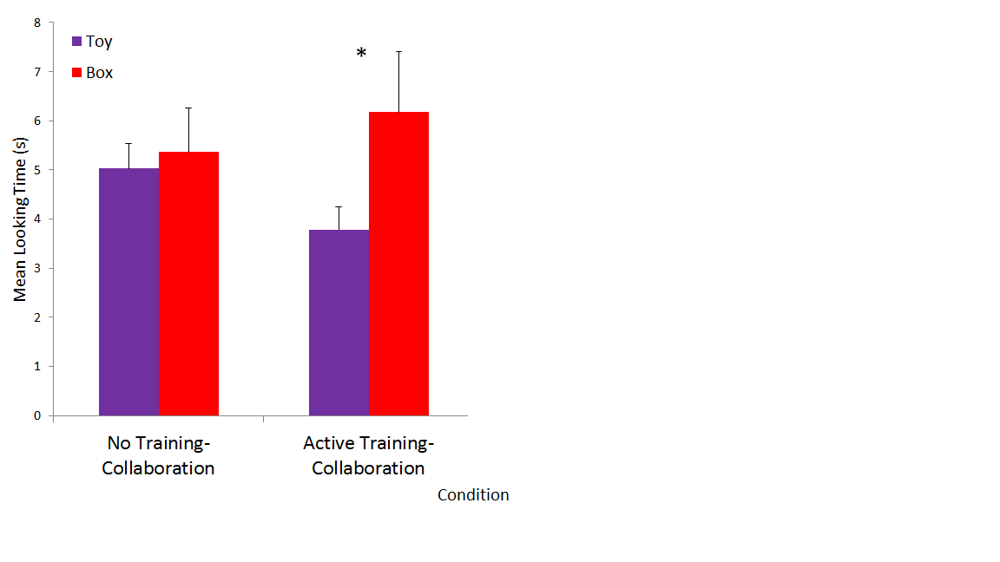 8
Toy
*
7
Box
6
5
4
3
2
1
0
Mean Looking Time (s)
No Training-
Collaboration
Active Training-
Collaboration
Condition